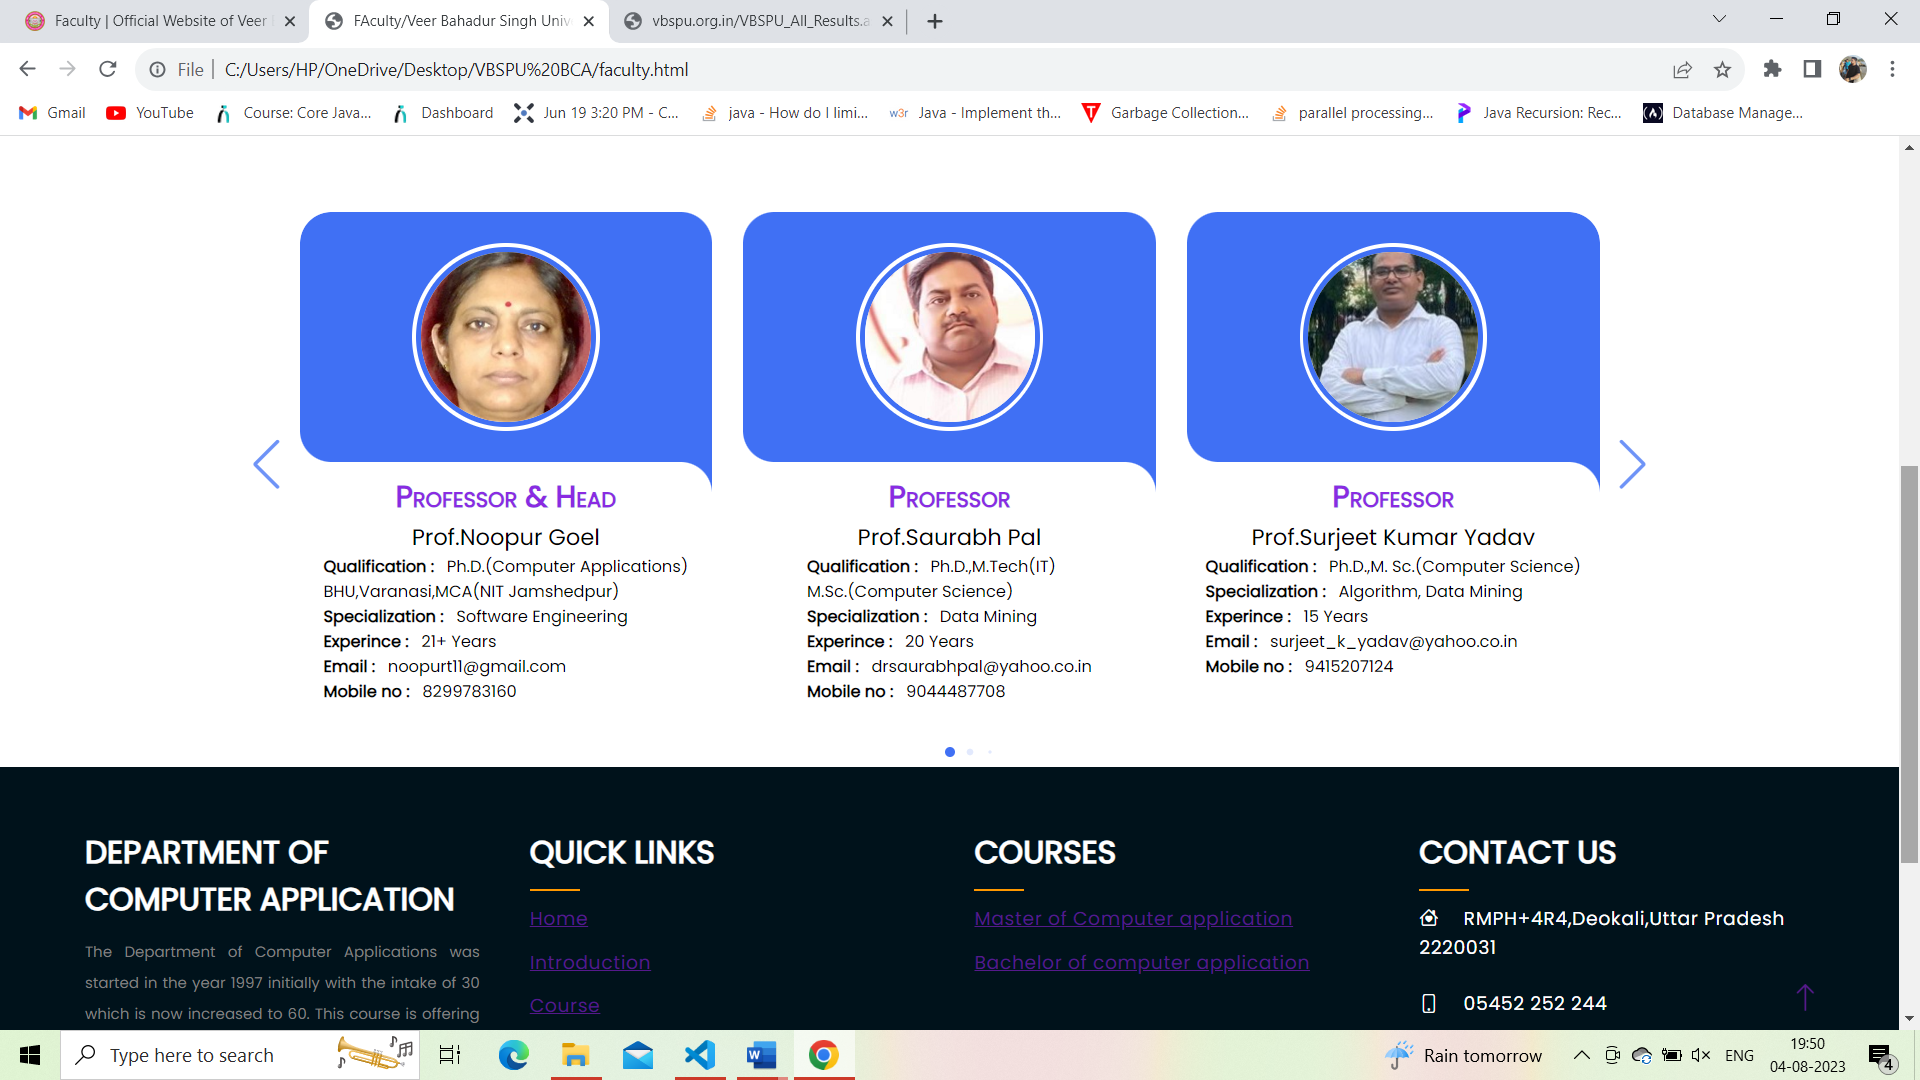 Faculty | Official Website of Veer
FAculty/Veer Bahadur Singh Univ
vbspu.org.in/VBSPU_All_Results.a
File
C:/Users/HP/OneDrive/Desktop/VBSPU%20BCA/faculty.html
Gmail
YouTube
Course: Core Java...
Dashboard
Jun 19 3:20 PM - C...
java - How do I limi...
w3r
Java - Implement th...
Garbage Collection...
parallel processing...
Java Recursion: Rec...
Database Manage...
Professor & Head
Prof.Noopur Goel
Qualification : Ph.D.(Computer Applications)
BHU,Varanasi,MCA(NIT Jamshedpur)
Specialization : Software Engineering
Experince : 21+ Years
Email : noopurt11@gmail.com
Mobile no : 8299783160
Professor
Prof.Saurabh Pal
Qualification : Ph.D.,M.Tech(IT)
M.Sc.(Computer Science)
Specialization : Data Mining
Experince : 20 Years
Email : drsaurabhpal@yahoo.co.in
Mobile no : 9044487708
Professor
Prof.Surjeet Kumar Yadav
Qualification : Ph.D.,M. Sc.(Computer Science)
Specialization : Algorithm, Data Mining
Experince : 15 Years
Email : surjeet_k_yadav@yahoo.co.in
Mobile no : 9415207124
DEPARTMENT OF
COMPUTER APPLICATION
The Department of Computer Applications was
started in the year 1997 initially with the intake of 30
which is now increased to 60. This course is offering
QUICK LINKS
Home
Introduction
Course
COURSES
Master of Computer application
Bachelor of computer application
CONTACT US
RMPH+4R4,Deokali,Uttar Pradesh
2220031
05452 252 244
Type here to search
Rain tomorrow
ENG
19:50
04-08-2023
4